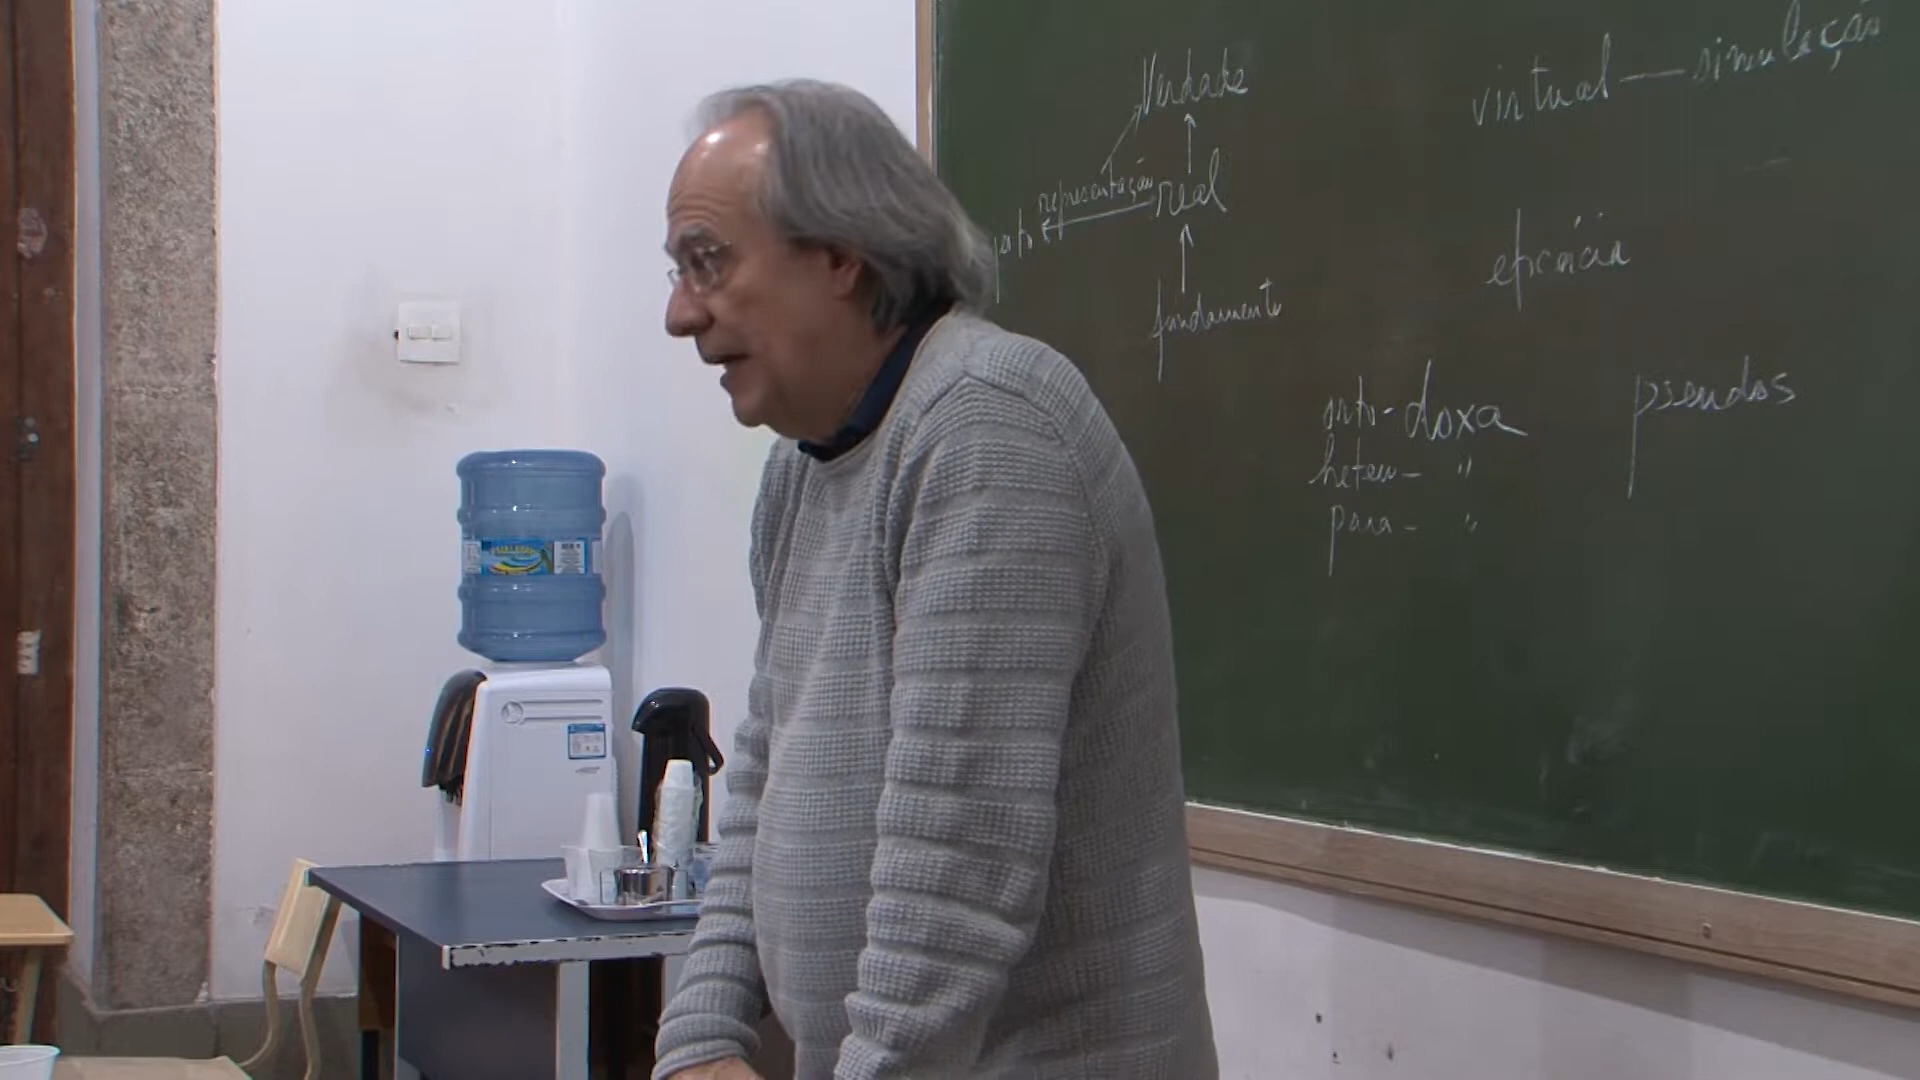 Verdade
virtual — simulação
representação real
eficácia
fundamento
orto-doxa
pseudos
hetero- "
para- "